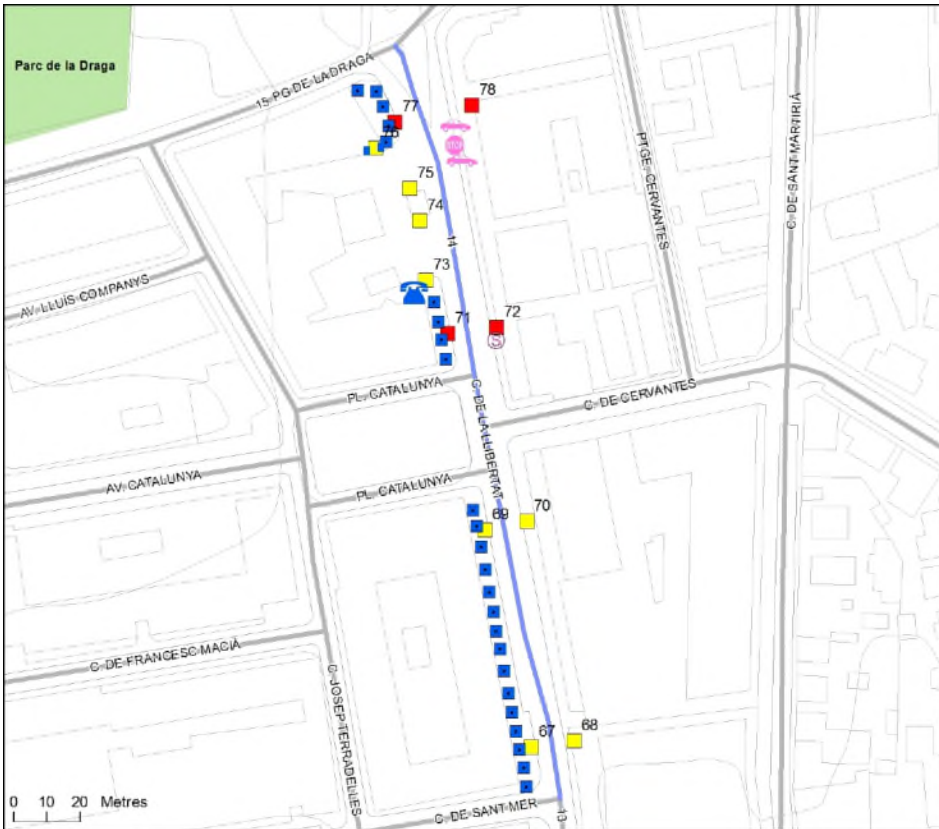 Parc de la Draga
15 PG DE LA DRAGA
77
78
76
STOP
75
74
14
PTGE. CERVANTES
C. DE SANT MARTIRIÀ
73
AV. LLUÍS COMPANYS
71
72
S
PL. CATALUNYA
C. DE CERVANTES
C. DE LA LLIBERTAT
AV. CATALUNYA
PL. CATALUNYA
69
70
C. DE FRANCESC MACIÀ
C. JOSEP TERRADELLES
67
68
0 10 20 Metres
C. DE SANT MER
13